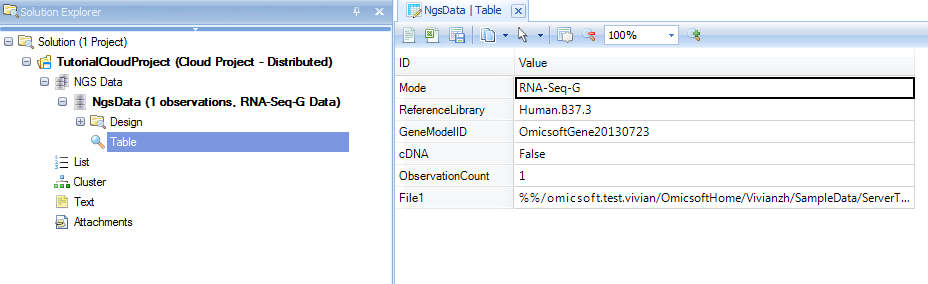 Solution Explorer
Solution (1 Project)
TutorialCloudProject (Cloud Project - Distributed)
NGS Data
NgsData (1 observations, RNA-Seq-G Data)
Design
Table
List
Cluster
Text
Attachments
NgsData | Table
100%
ID Value
Mode RNA-Seq-G
ReferenceLibrary Human.B37.3
GeneModelID OmicsoftGene20130723
cDNA False
ObservationCount 1
File1 %%/omicsoft.test.vivian/OmicsoftHome/Vivianzh/SampleData/ServerT...